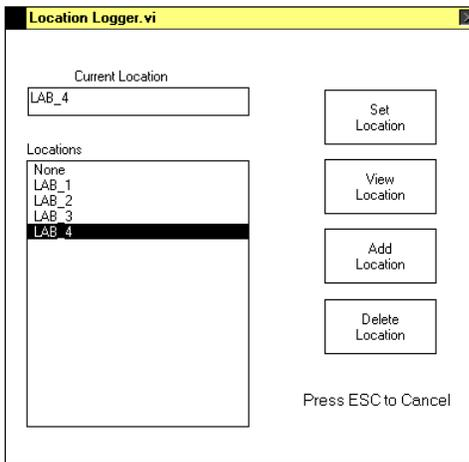 Location Logger.vi
Current Location
LAB_4
Locations
None
LAB_1
LAB_2
LAB_3
LAB_4
Set
Location
View
Location
Add
Location
Delete
Location
Press ESC to Cancel